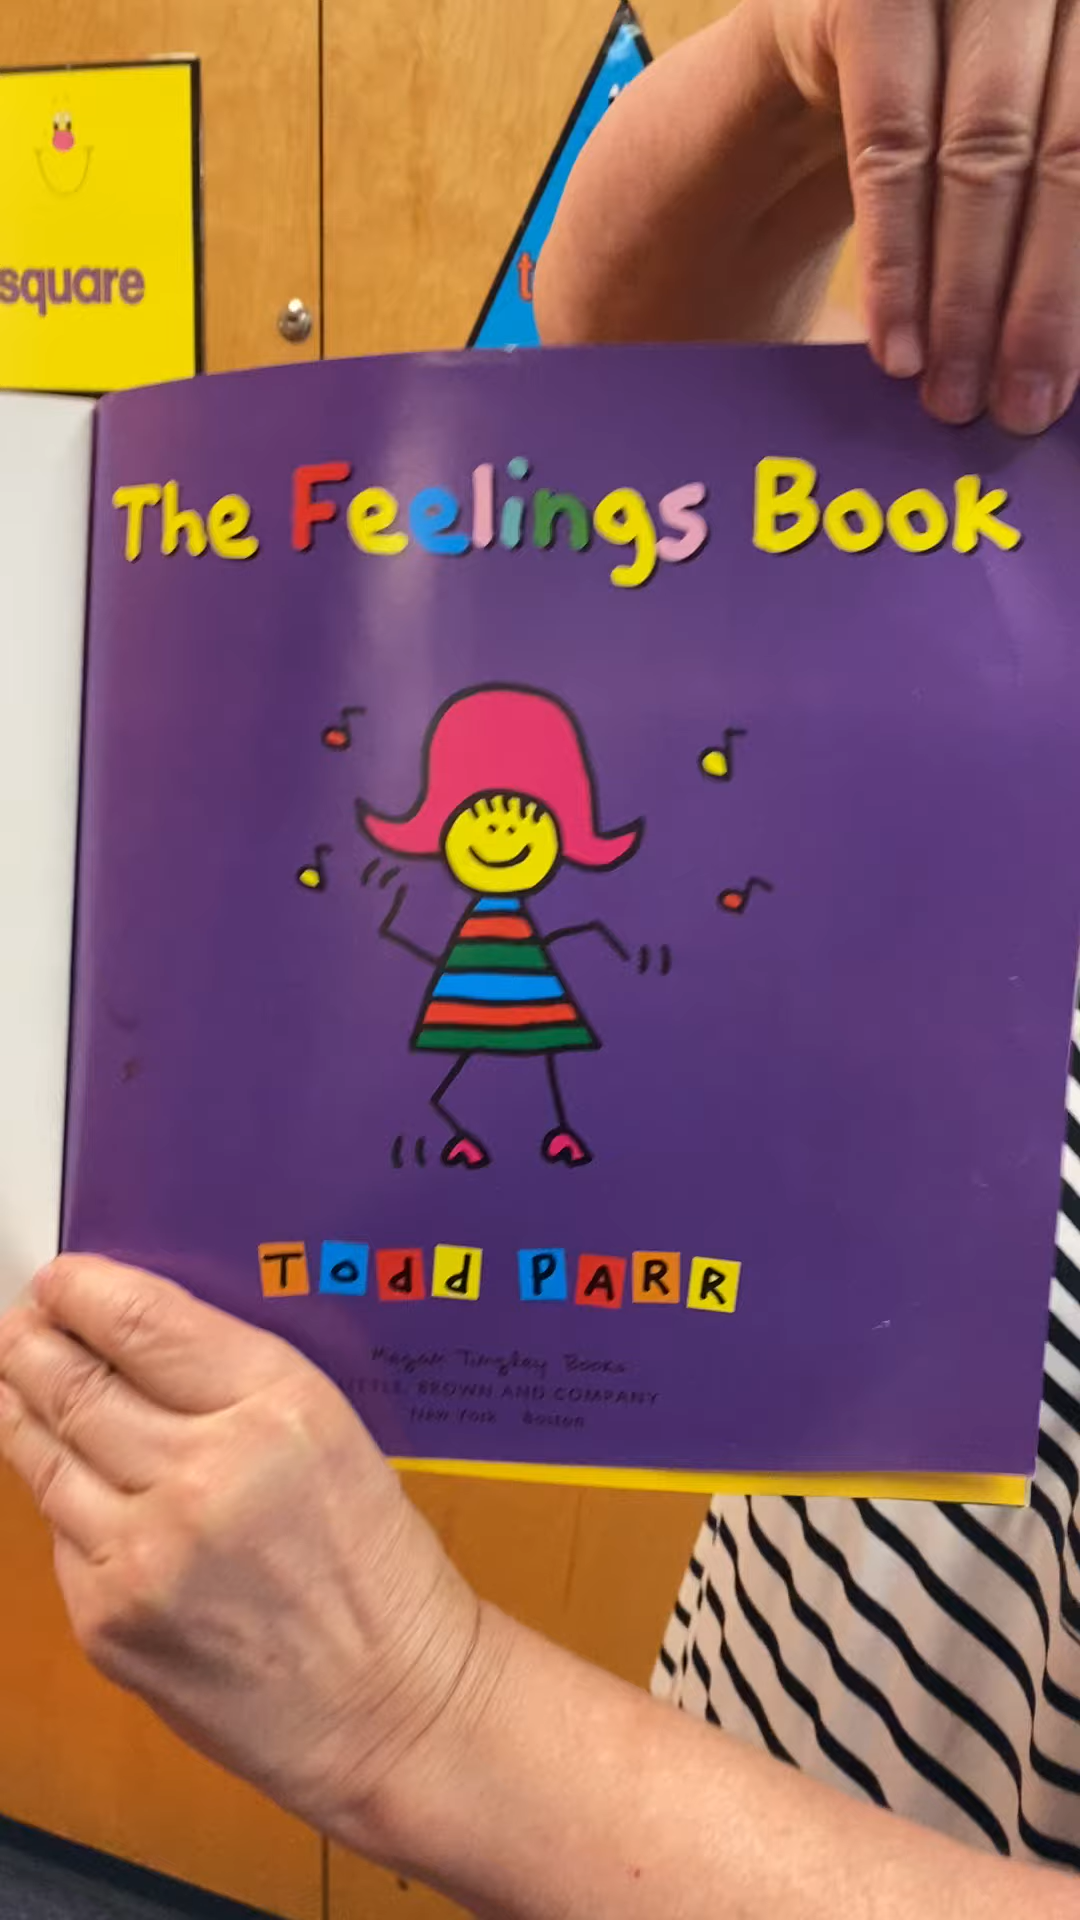 square
The Feelings Book
Todd PARR
Megan Tingley Books
LITTLE, BROWN AND COMPANY
New York Boston